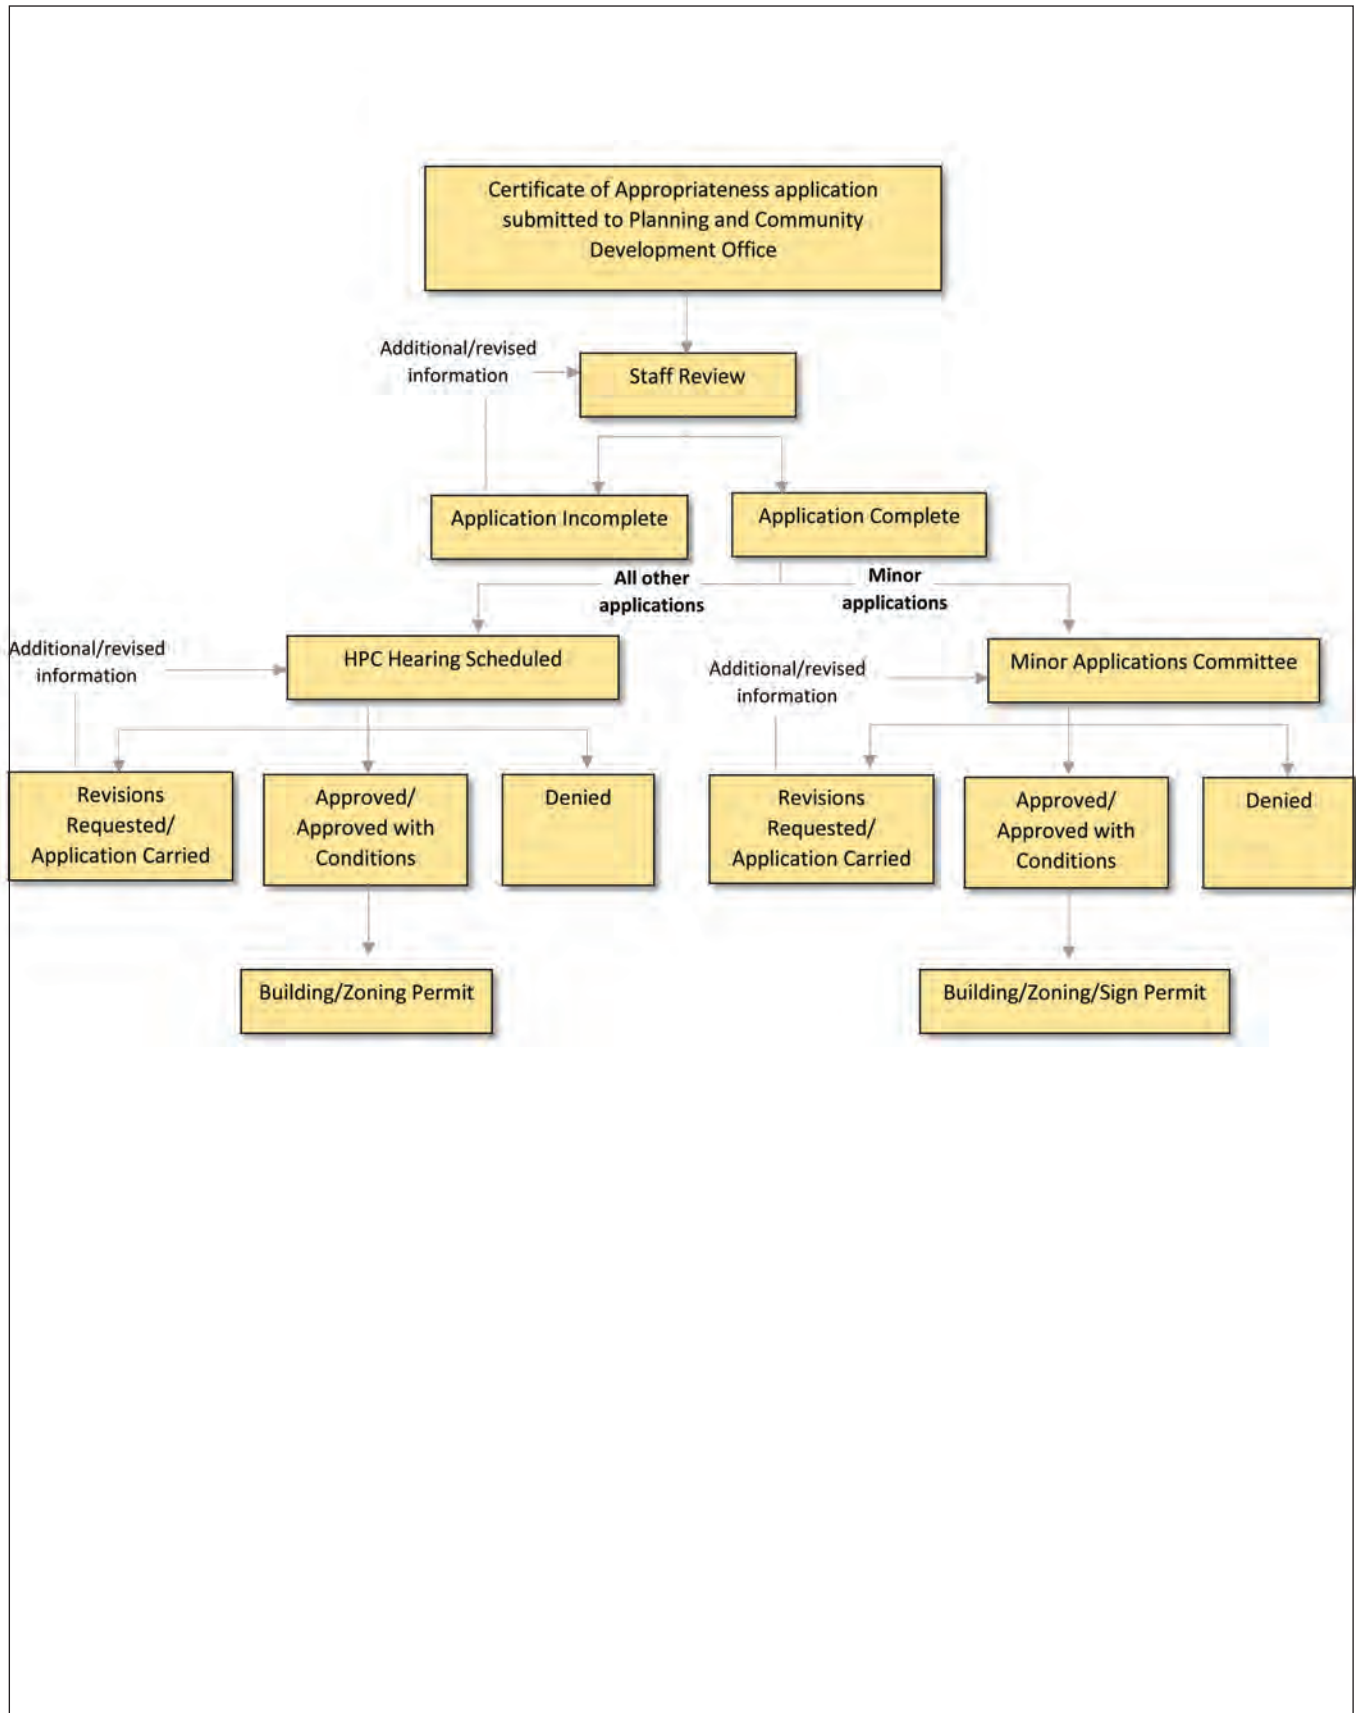 Certificate of Appropriateness application
submitted to Planning and Community
Development Office
Additional/revised
information
Staff Review
Application Incomplete
Application Complete
All other
applications
Minor
applications
Additional/revised
information
HPC Hearing Scheduled
Additional/revised
information
Minor Applications Committee
Revisions
Requested/
Application Carried
Approved/
Approved with
Conditions
Denied
Revisions
Requested/
Application Carried
Approved/
Approved with
Conditions
Denied
Building/Zoning Permit
Building/Zoning/Sign Permit